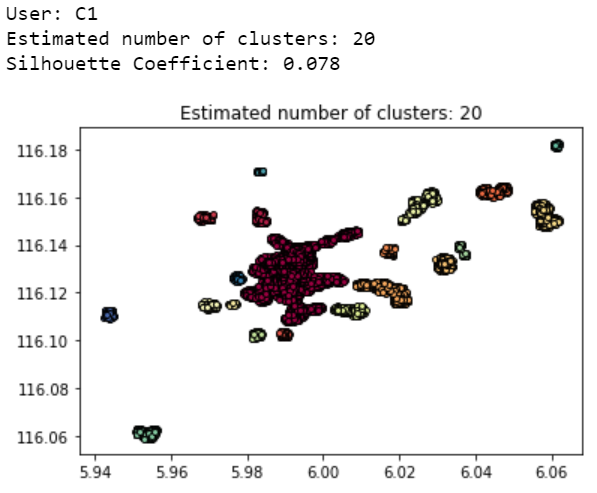 User: C1
Estimated number of clusters: 20
Silhouette Coefficient: 0.078
Estimated number of clusters: 20
116.18
116.16
116.14
116.12
116.10
116.08
116.06
5.94 5.96 5.98 6.00 6.02 6.04 6.06